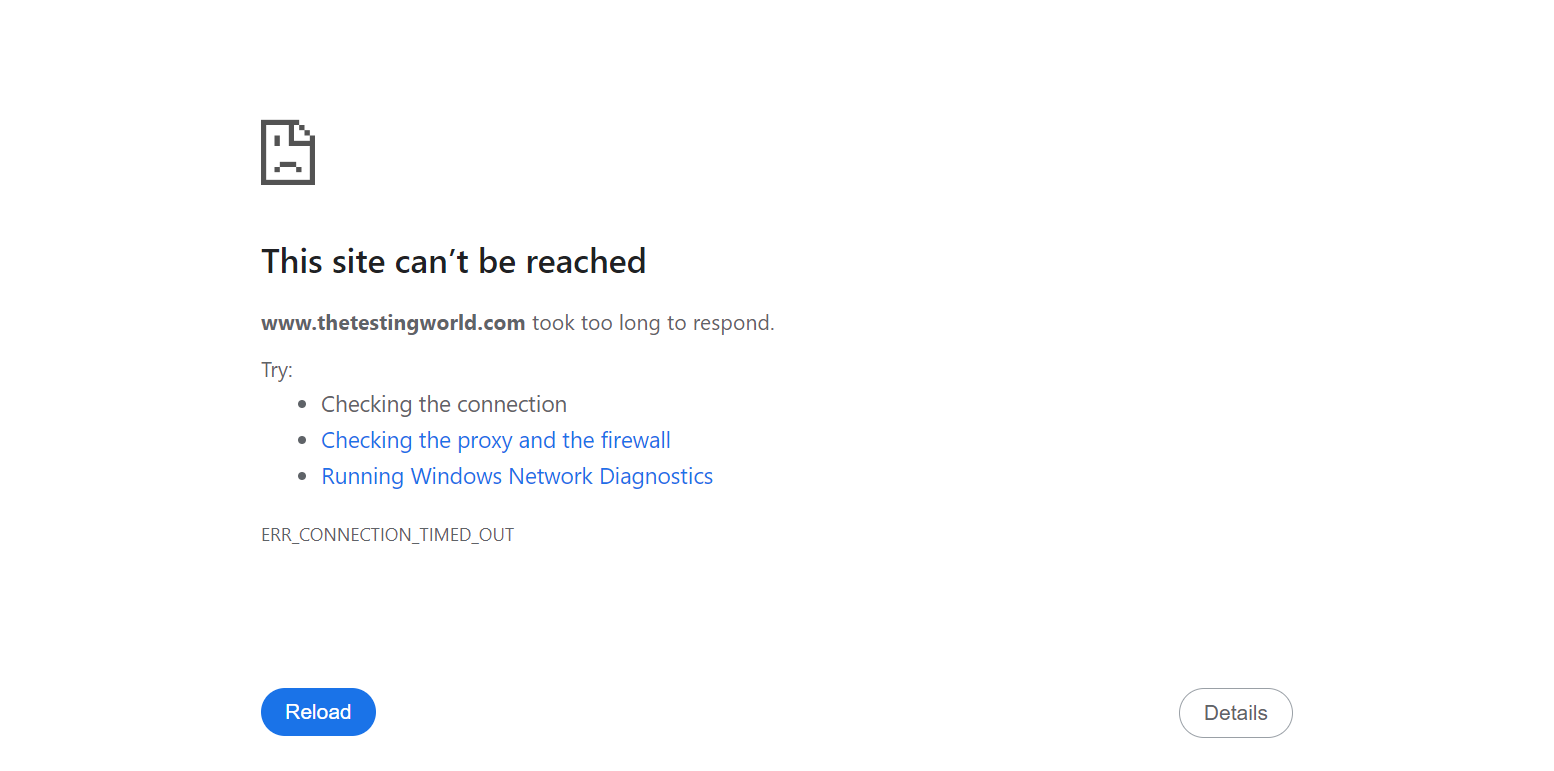 This site can’t be reached
www.thetestingworld.com took too long to respond.
Try:
Checking the connection
Checking the proxy and the firewall
Running Windows Network Diagnostics
ERR_CONNECTION_TIMED_OUT
Reload
Details